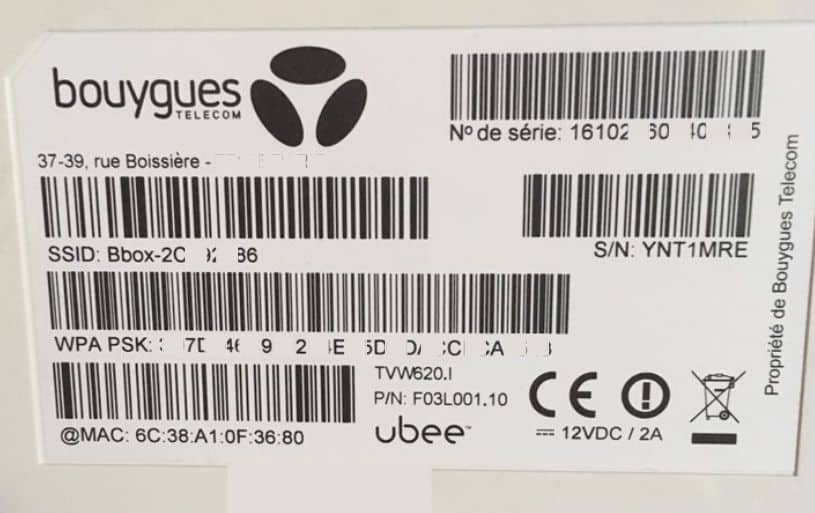 bouygues
TELECOM
37-39, rue Boissière -
Nº de série:
SSID:
S/N: YNT1MRE
WPA PSK:
TVW620.I
P/N: F03L001.10
@MAC: 6C:38:A1:0F:36:80
ubee
12VDC / 2A
CE
Propriété de Bouygues Telecom